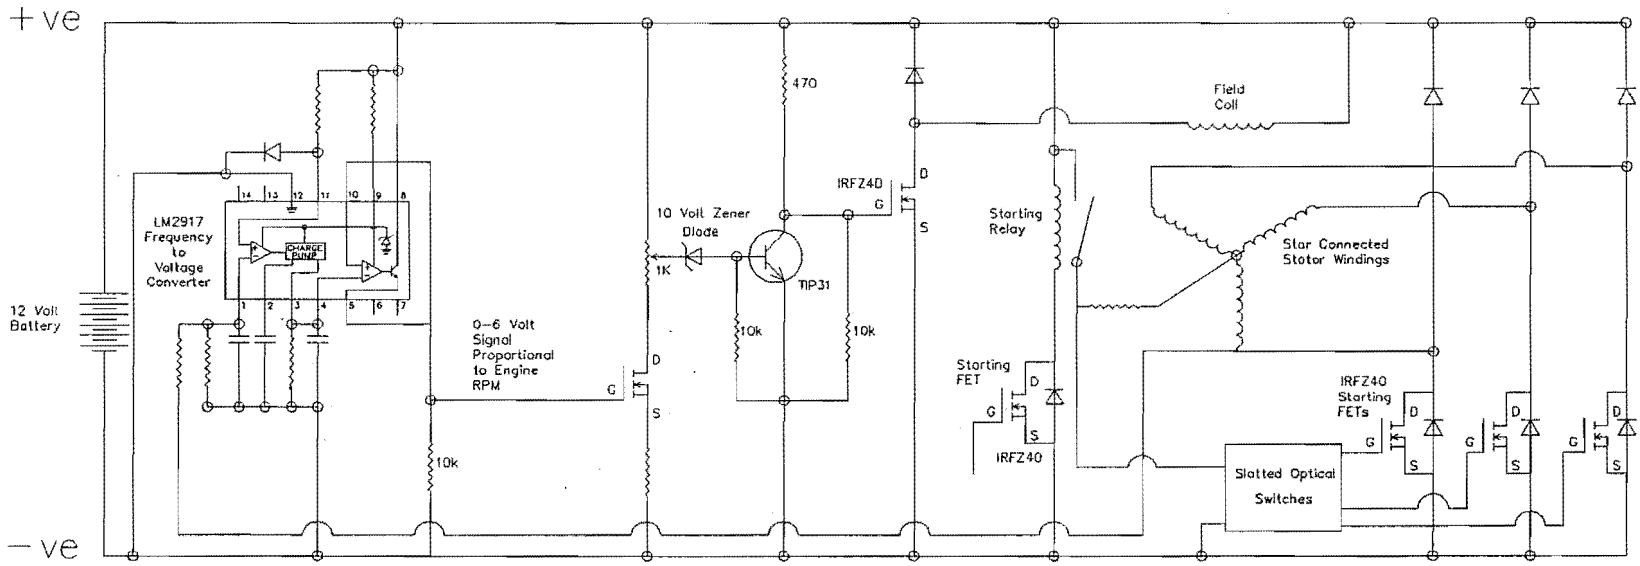 +ve
-ve
12 Volt
Battery
LM2917
Frequency
to
Voltage
Converter
14
13
12
11
10
9
8
CHARGE
PUMP
1
2
3
4
5
6
7
10k
0-6 Volt
Signal
Proportional
to Engine
RPM
D
G
S
10 Volt Zener
Diode
1K
470
TIP31
10k
10k
IRFZ40
D
G
S
Field
Coil
Starting
Relay
Starting
FET
D
G
S
IRFZ40
Star Connected
Stator Windings
IRFZ40
Starting
FETs
Slotted Optical
Switches
D
G
S
D
G
S
D
G
S